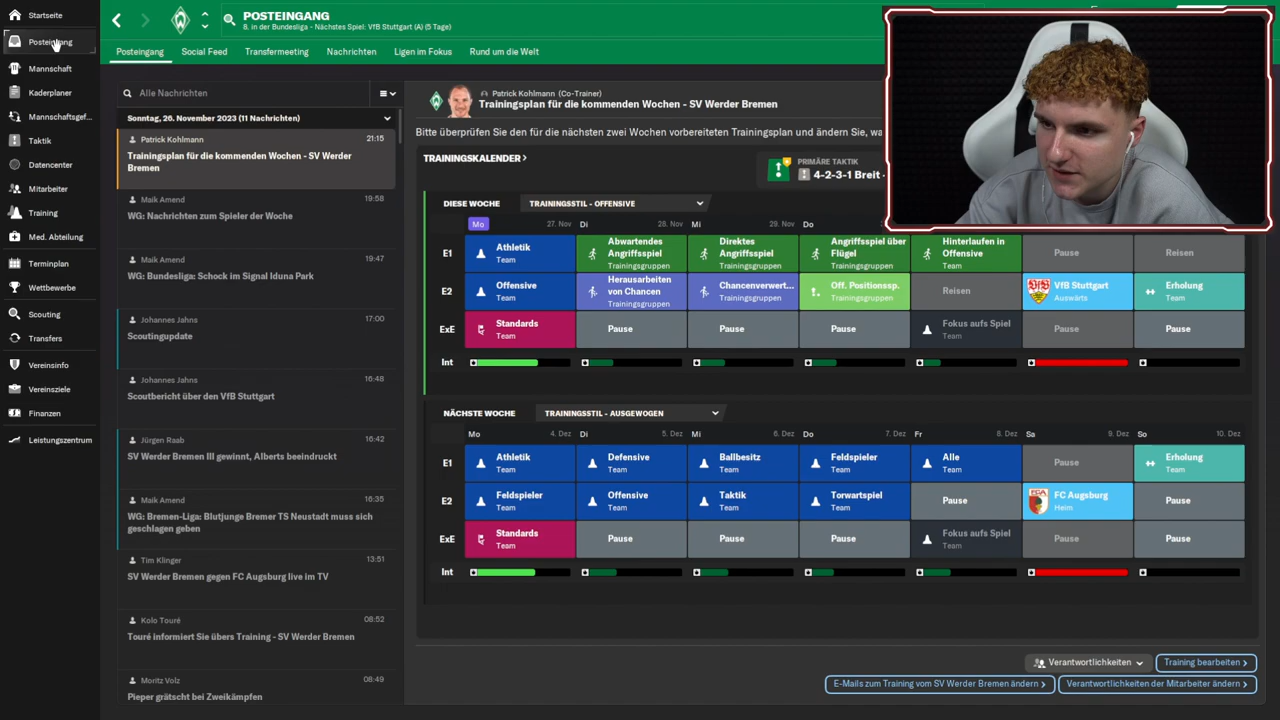 Startseite
Posteingang
Mannschaft
Kaderplaner
Mannschaftsgef...
Taktik
Datencenter
Mitarbeiter
Training
Med. Abteilung
Terminplan
Wettbewerbe
Scouting
Transfers
Vereinsinfo
Vereinsziele
Finanzen
Leistungszentrum
POSTEINGANG
8. in der Bundesliga - Nächstes Spiel: VfB Stuttgart (A) (5 Tage)
Posteingang Social Feed Transfermeeting Nachrichten Ligen im Fokus Rund um die Welt
Alle Nachrichten
Sonntag, 26. November 2023 (11 Nachrichten)
Patrick Kohlmann 21:15
Trainingsplan für die kommenden Wochen - SV Werder
Bremen
Maik Amend 19:58
WG: Nachrichten zum Spieler der Woche
Maik Amend 19:47
WG: Bundesliga: Schock im Signal Iduna Park
Johannes Jahns 17:00
Scoutingupdate
Johannes Jahns 16:48
Scoutbericht über den VfB Stuttgart
Jürgen Raab 16:42
SV Werder Bremen III gewinnt, Alberts beeindruckt
Maik Amend 16:35
WG: Bremen-Liga: Blutjunge Bremer TS Neustadt muss sich
geschlagen geben
Tim Klinger 13:51
SV Werder Bremen gegen FC Augsburg live im TV
Kolo Touré 08:52
Touré informiert Sie übers Training - SV Werder Bremen
Moritz Volz 08:49
Pieper grätscht bei Zweikämpfen
Patrick Kohlmann (Co-Trainer)
Trainingsplan für die kommenden Wochen - SV Werder Bremen
Bitte überprüfen Sie den für die nächsten zwei Wochen vorbereiteten Trainingsplan und ändern Sie, wa
TRAININGSKALENDER
PRIMÄRE TAKTIK
4-2-3-1 Breit -
DIESE WOCHE TRAININGSSTIL - OFFENSIVE
Mo 27. Nov Di 28. Nov Mi 29. Nov Do
E1 Athletik Team Abwartendes Angriffsspiel Trainingsgruppen Direktes Angriffsspiel Trainingsgruppen Angriffsspiel über Flügel Trainingsgruppen Hinterlaufen in Offensive Team Pause Reisen
E2 Offensive Team Herausarbeiten von Chancen Trainingsgruppen Chancenverwert... Trainingsgruppen Off. Positionssp. Trainingsgruppen Reisen VfB Stuttgart Auswärts Erholung Team
ExE Standards Team Pause Pause Pause Fokus aufs Spiel Team Pause Pause
Int
NÄCHSTE WOCHE TRAININGSSTIL - AUSGEWOGEN
Mo 4. Dez Di 5. Dez Mi 6. Dez Do 7. Dez Fr 8. Dez Sa 9. Dez So 10. Dez
E1 Athletik Team Defensive Team Ballbesitz Team Feldspieler Team Alle Team Pause Erholung Team
E2 Feldspieler Team Offensive Team Taktik Team Torwartspiel Team Pause FC Augsburg Heim Pause
ExE Standards Team Pause Pause Pause Fokus aufs Spiel Team Pause Pause
Int
Verantwortlichkeiten Training bearbeiten
E-Mails zum Training vom SV Werder Bremen ändern Verantwortlichkeiten der Mitarbeiter ändern